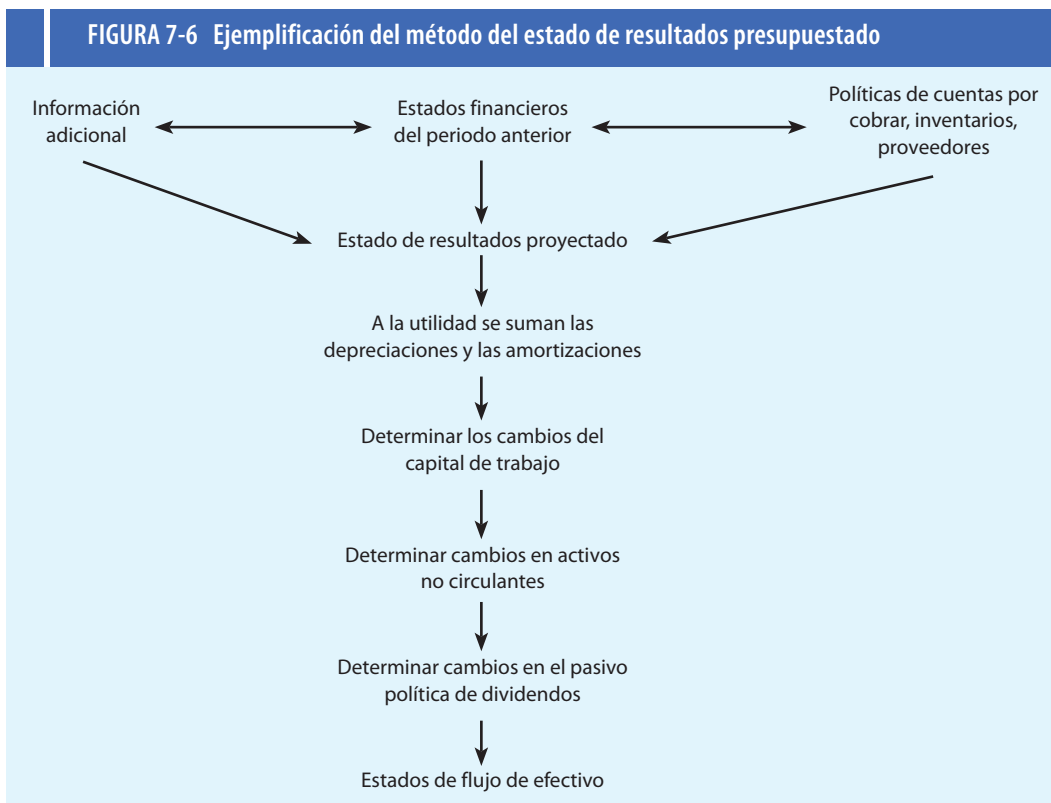 FIGURA 7-6 Ejemplificación del método del estado de resultados presupuestado
Información
adicional
Estados financieros
del periodo anterior
Políticas de cuentas por
cobrar, inventarios,
proveedores
Estado de resultados proyectado
A la utilidad se suman las
depreciaciones y las amortizaciones
Determinar los cambios del
capital de trabajo
Determinar cambios en activos
no circulantes
Determinar cambios en el pasivo
política de dividendos
Estados de flujo de efectivo